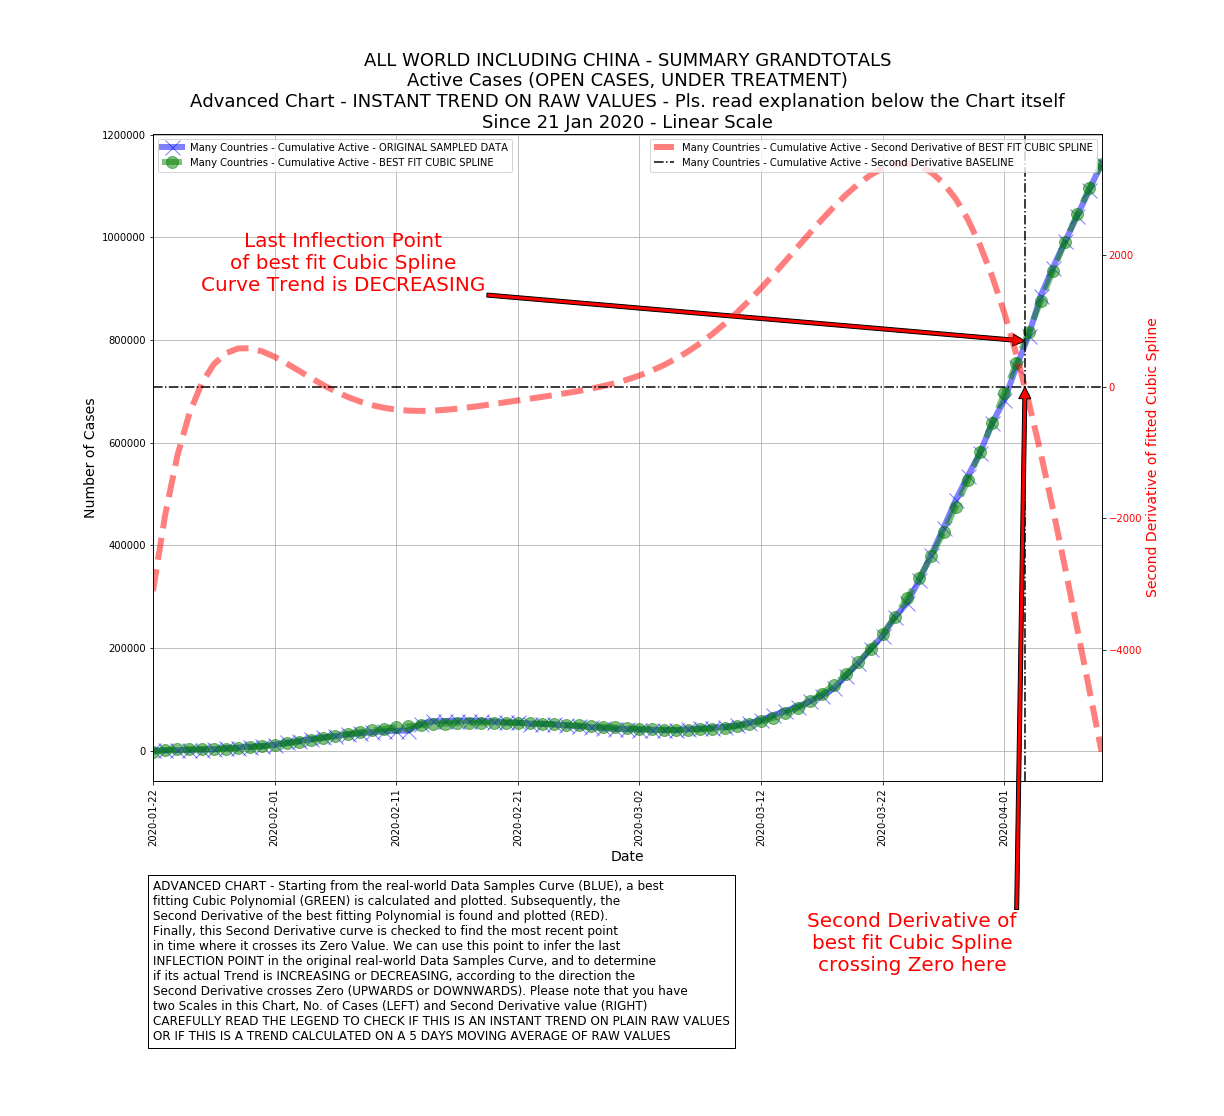 ALL WORLD INCLUDING CHINA - SUMMARY GRANDTOTALS
Active Cases (OPEN CASES, UNDER TREATMENT)
Advanced Chart - INSTANT TREND ON RAW VALUES - Pls. read explanation below the Chart itself
Since 21 Jan 2020 - Linear Scale
Many Countries - Cumulative Active - ORIGINAL SAMPLED DATA
Many Countries - Cumulative Active - BEST FIT CUBIC SPLINE
Many Countries - Cumulative Active - Second Derivative of BEST FIT CUBIC SPLINE
Many Countries - Cumulative Active - Second Derivative BASELINE
Last Inflection Point
of best fit Cubic Spline
Curve Trend is DECREASING
Number of Cases
1200000
1000000
800000
600000
400000
200000
0
2000
0
−2000
−4000
Second Derivative of fitted Cubic Spline
2020-01-22
2020-02-01
2020-02-11
2020-02-21
2020-03-02
2020-03-12
2020-03-22
2020-04-01
Date
ADVANCED CHART - Starting from the real-world Data Samples Curve (BLUE), a best
fitting Cubic Polynomial (GREEN) is calculated and plotted. Subsequently, the
Second Derivative of the best fitting Polynomial is found and plotted (RED).
Finally, this Second Derivative curve is checked to find the most recent point
in time where it crosses its Zero Value. We can use this point to infer the last
INFLECTION POINT in the original real-world Data Samples Curve, and to determine
if its actual Trend is INCREASING or DECREASING, according to the direction the
Second Derivative crosses Zero (UPWARDS or DOWNWARDS). Please note that you have
two Scales in this Chart, No. of Cases (LEFT) and Second Derivative value (RIGHT)
CAREFULLY READ THE LEGEND TO CHECK IF THIS IS AN INSTANT TREND ON PLAIN RAW VALUES
OR IF THIS IS A TREND CALCULATED ON A 5 DAYS MOVING AVERAGE OF RAW VALUES
Second Derivative of
best fit Cubic Spline
crossing Zero here